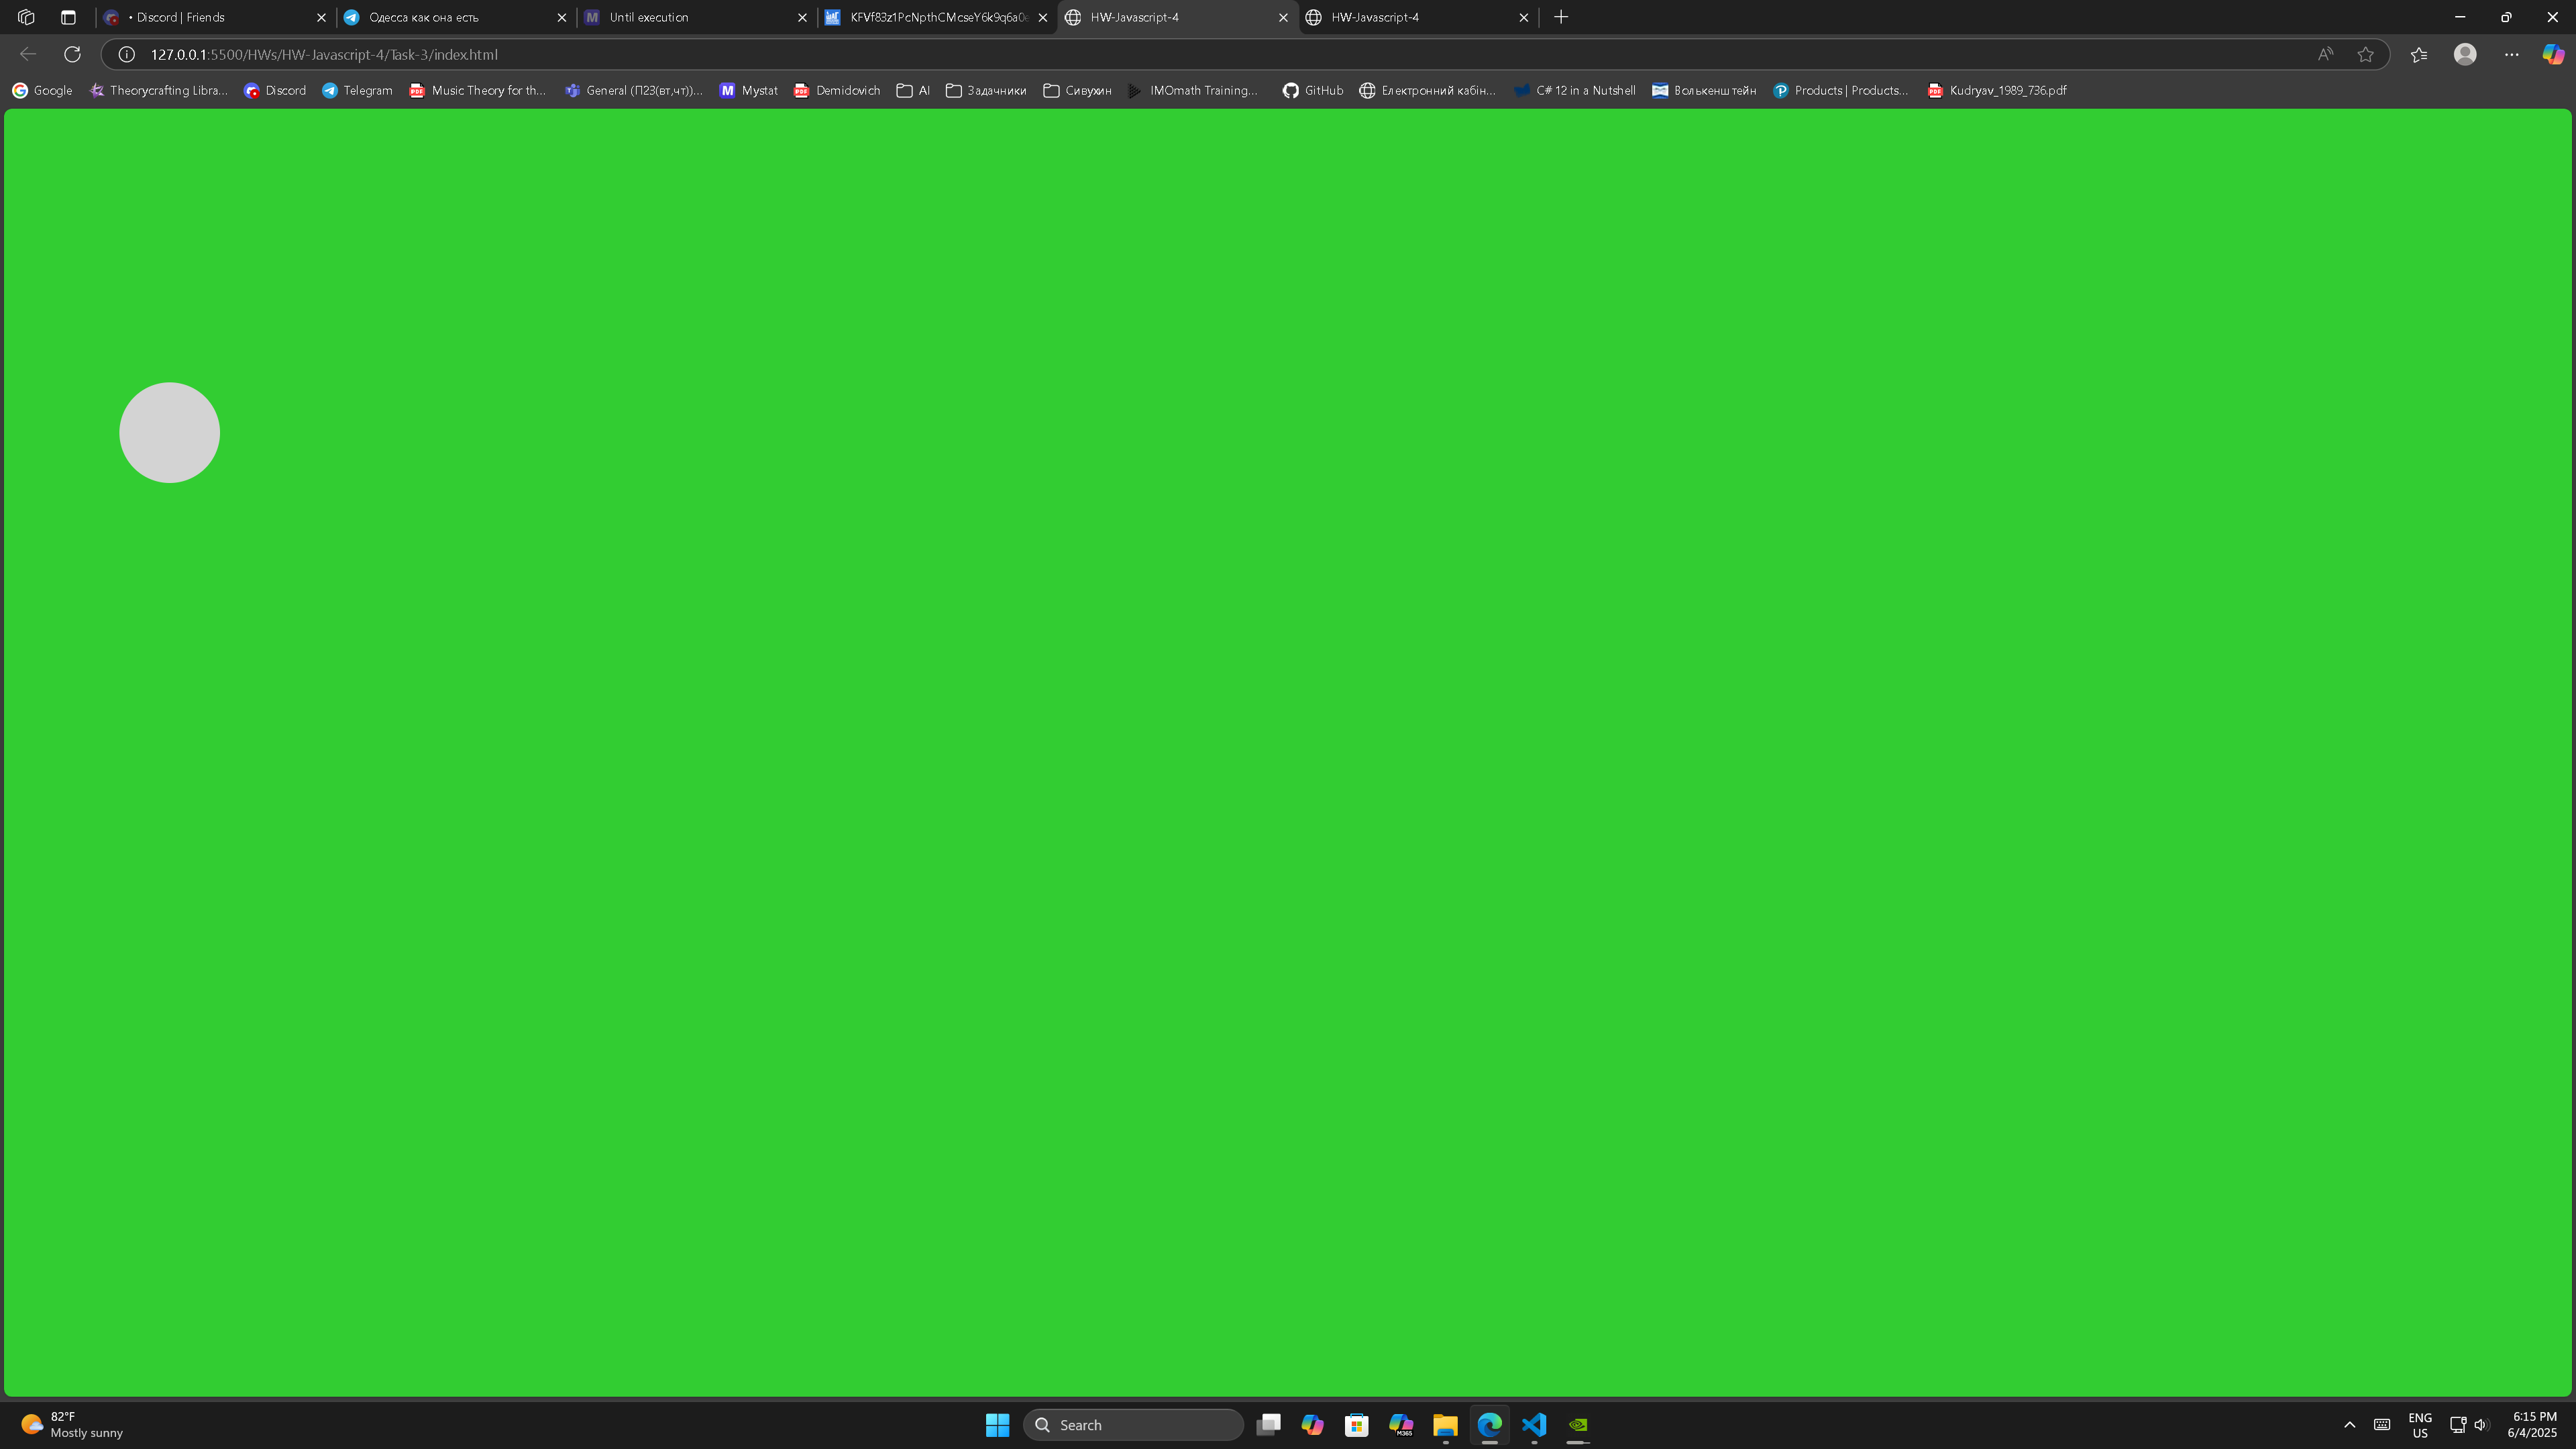 • Discord | Friends
Одесса как она есть
Until execution
KFVf83z1PcNpthCMcseY6k9q6a0e
HW-Javascript-4
HW-Javascript-4
127.0.0.1:5500/HWs/HW-Javascript-4/Task-3/index.html
Google
Theorycrafting Libra...
Discord
Telegram
Music Theory for th...
General (П23(вт,чт))...
Mystat
Demidovich
AI
Задачники
Сивухин
IMOmath Training...
GitHub
Електронний кабін...
C# 12 in a Nutshell
Волькенштейн
Products | Products...
Kudryav_1989_736.pdf
82°F
Mostly sunny
Search
M365
ENG
US
6:15 PM
6/4/2025